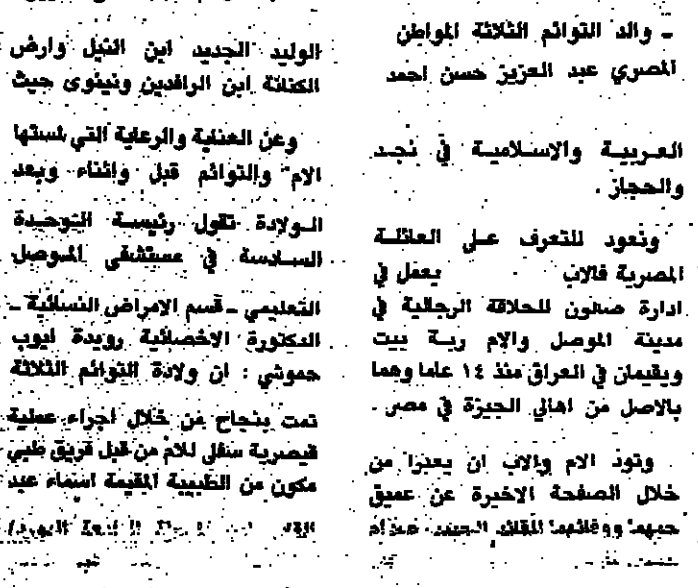 ـ والد التوائم الثلاثة المواطن
المصري عبد العزيز حسن احمد
العربية والاسلامية في نجد
والحجاز .
ونعود للتعرف على العائلة
المصرية فالاب يعمل في
ادارة صالون للحلاقة الرجالية في
مدينة الموصل والام ربة بيت
ويقيمان في العراق منذ ١٤ عاما وهما
بالاصل من اهالي الجيزة في مصر .
وتود الام والاب ان يعبرا من
خلال الصفحة الاخيرة عن عميق
حبهما ووفائهما للقائد
الوليد الجديد ابن النيل وارض
الكنانة ابن الرافدين ونينوى حيث
وعن العناية والرعاية التي لمستها
الام والتوائم قبل واثناء وبعد
الولادة تقول رئيسة الوحدة
السادسة في مستشفى الموصل
التعليمي ـ قسم الامراض النسائية ـ
الدكتورة الاخصائية رويدة ايوب
حموشي : ان ولادة التوائم الثلاثة
تمت بنجاح من خلال اجراء عملية
قيصرية سفلى للام من قبل فريق طبي
مكون من الطبيبة المقيمة اسماء عبد